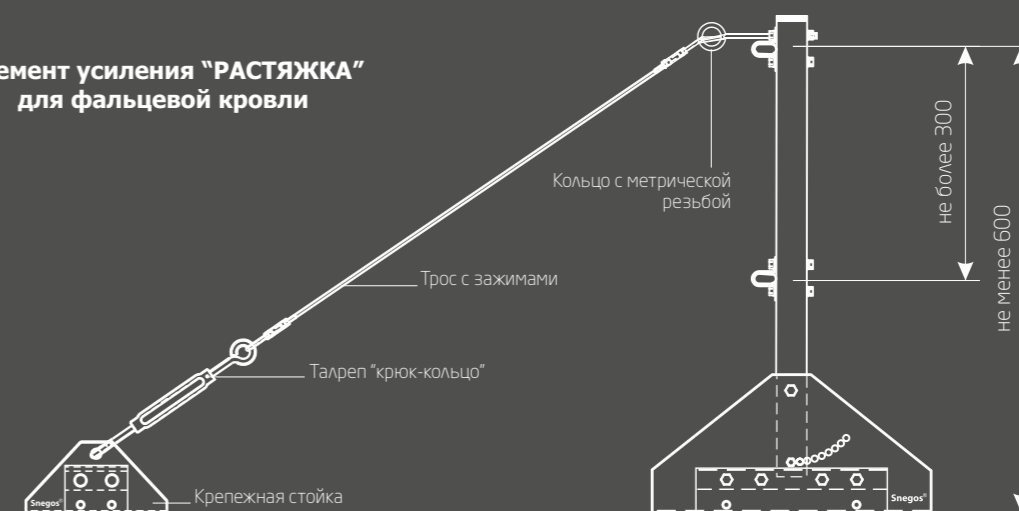 емент усиления “РАСТЯЖКА”
для фальцевой кровли
Кольцо с метрической
резьбой
не более 300
не менее 600
Трос с зажимами
Талреп "крюк-кольцо"
Крепежная стойка
Snegos®
Snegos®